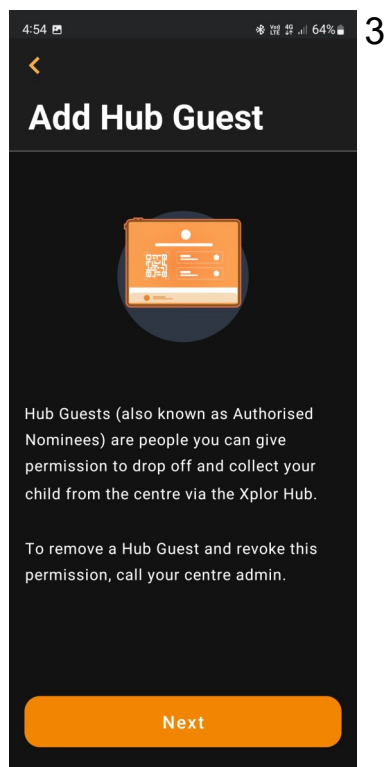 4:54 64%
3
Add Hub Guest
Hub Guests (also known as Authorised
Nominees) are people you can give
permission to drop off and collect your
child from the centre via the Xplor Hub.
To remove a Hub Guest and revoke this
permission, call your centre admin.
Next